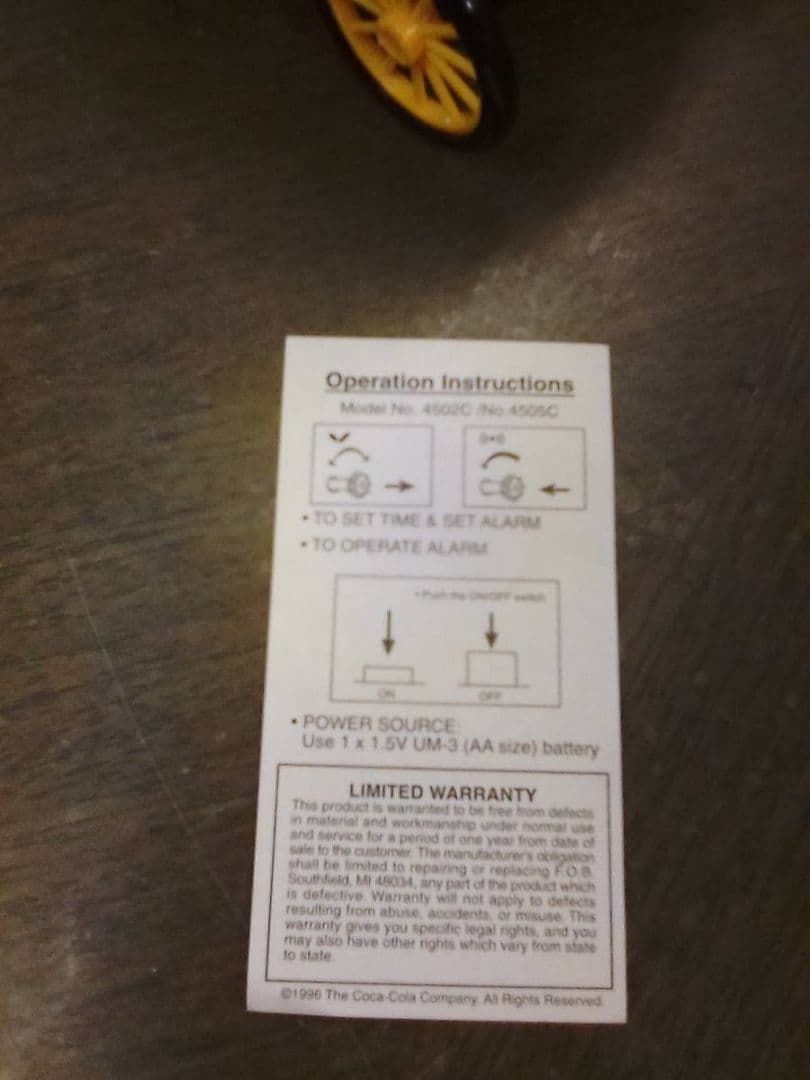 Operation Instructions
Model No. 4502C /No.4505C
• TO SET TIME & SET ALARM
• TO OPERATE ALARM
• Push the ON/OFF switch
ON OFF
• POWER SOURCE:
Use 1 x 1.5V UM-3 (AA size) battery
LIMITED WARRANTY
This product is warranted to be free from defects
in material and workmanship under normal use
and service for a period of one year from date of
sale to the customer. The manufacturer's obligation
shall be limited to repairing or replacing F.O.B.
Southfield, MI 48034, any part of the product which
is defective. Warranty will not apply to defects
resulting from abuse, accidents, or misuse. This
warranty gives you specific legal rights, and you
may also have other rights which vary from state
to state.
©1996 The Coca-Cola Company. All Rights Reserved.